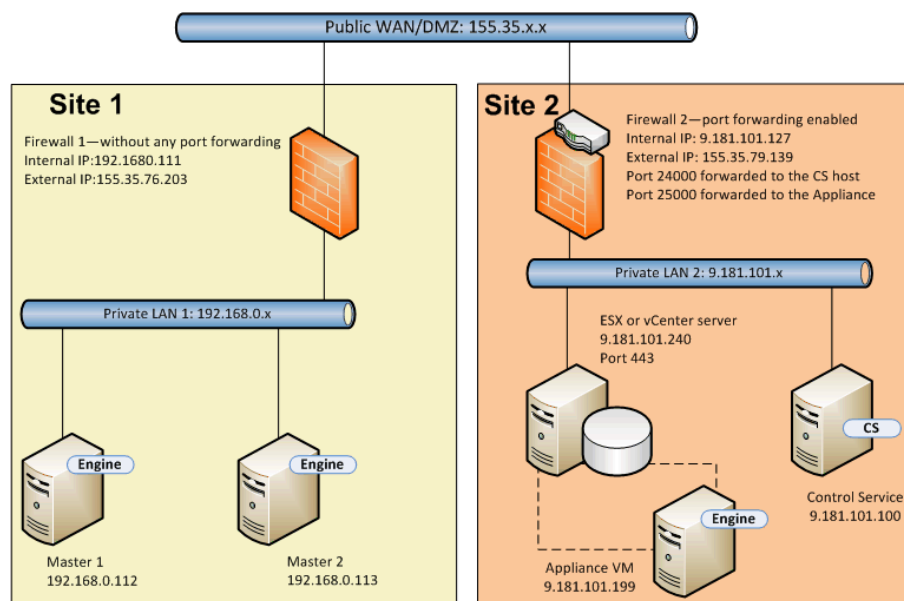 Public WAN/DMZ: 155.35.x.x
Site 1
Firewall 1—without any port forwarding
Internal IP:192.1680.111
External IP:155.35.76.203
Private LAN 1: 192.168.0.x
Engine
Master 1
192.168.0.112
Engine
Master 2
192.168.0.113
Site 2
Firewall 2—port forwarding enabled
Internal IP: 9.181.101.127
External IP: 155.35.79.139
Port 24000 forwarded to the CS host
Port 25000 forwarded to the Appliance
Private LAN 2: 9.181.101.x
ESX or vCenter server
9.181.101.240
Port 443
CS
Control Service
9.181.101.100
Engine
Appliance VM
9.181.101.199